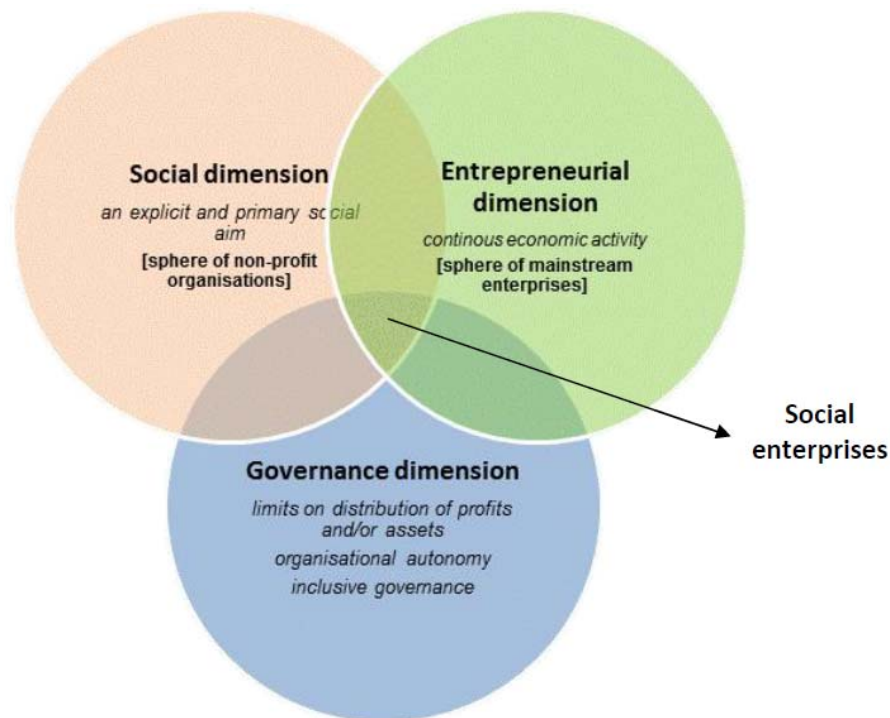 Social dimension
an explicit and primary social
aim
[sphere of non-profit
organisations]
Entrepreneurial
dimension
continous economic activity
[sphere of mainstream
enterprises]
Social
enterprises
Governance dimension
limits on distribution of profits
and/or assets
organisational autonomy
inclusive governance